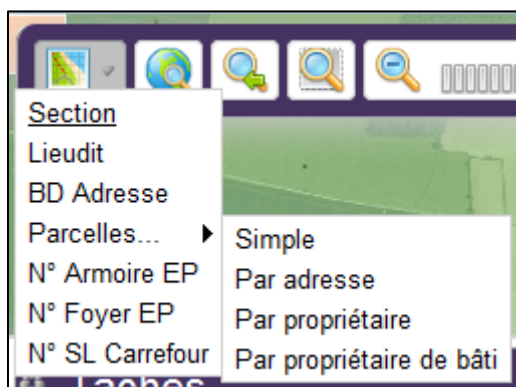 Section
Lieudit
BD Adresse
Parcelles...
Simple
Par adresse
Par propriétaire
Par propriétaire de bâti
N° Armoire EP
N° Foyer EP
N° SL Carrefour
Taches